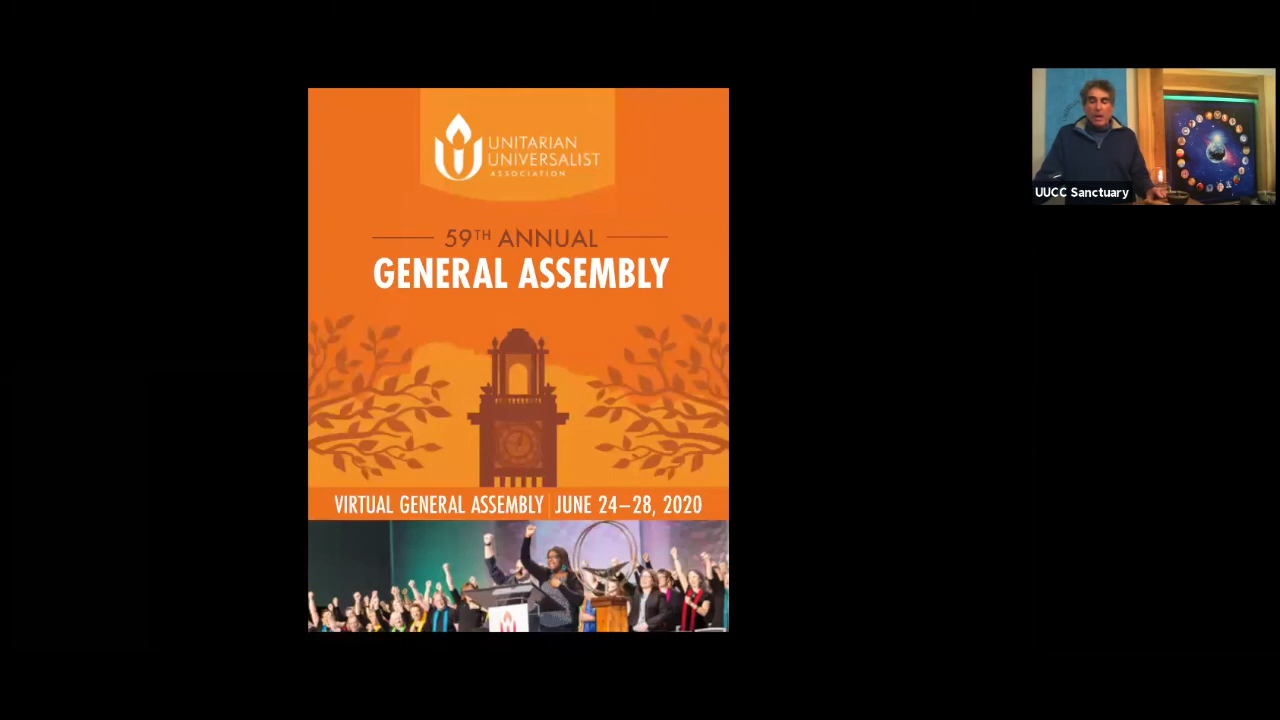 UNITARIAN
UNIVERSALIST
ASSOCIATION
59TH ANNUAL
GENERAL ASSEMBLY
VIRTUAL GENERAL ASSEMBLY | JUNE 24–28, 2020
UUCC Sanctuary